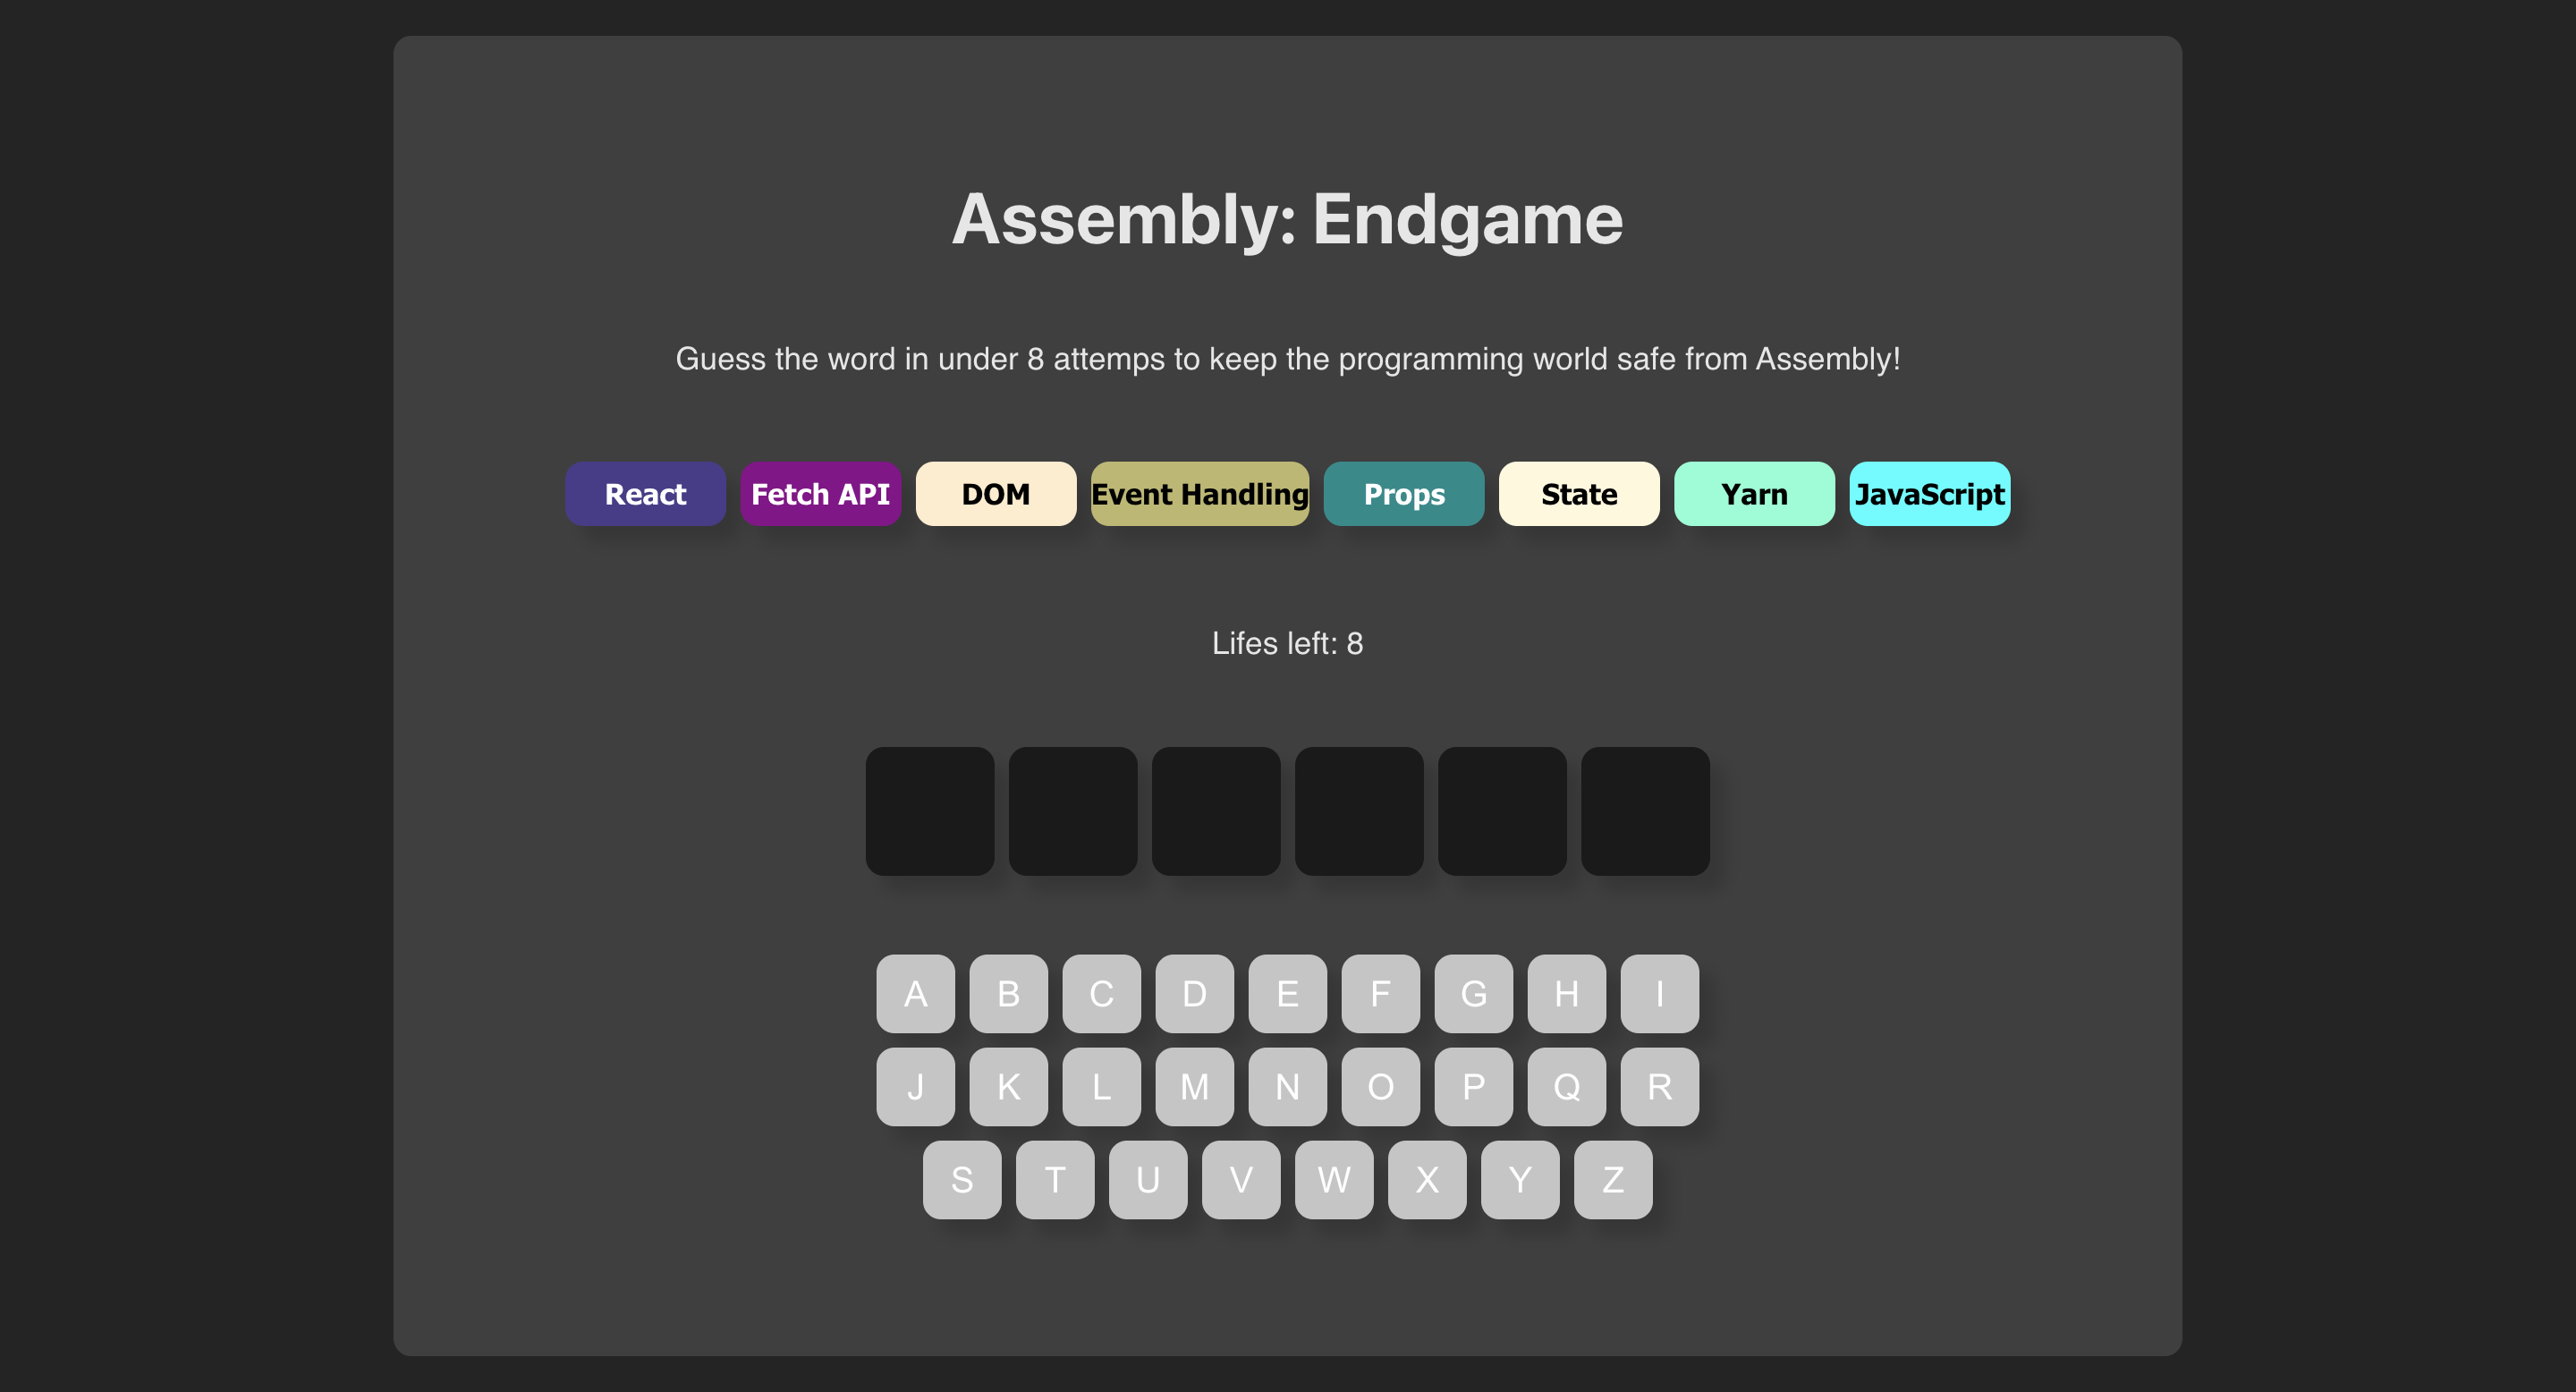 Assembly: Endgame
Guess the word in under 8 attemps to keep the programming world safe from Assembly!
React Fetch API DOM Event Handling Props State Yarn JavaScript
Lifes left: 8
A B C D E F G H I
J K L M N O P Q R
S T U V W X Y Z